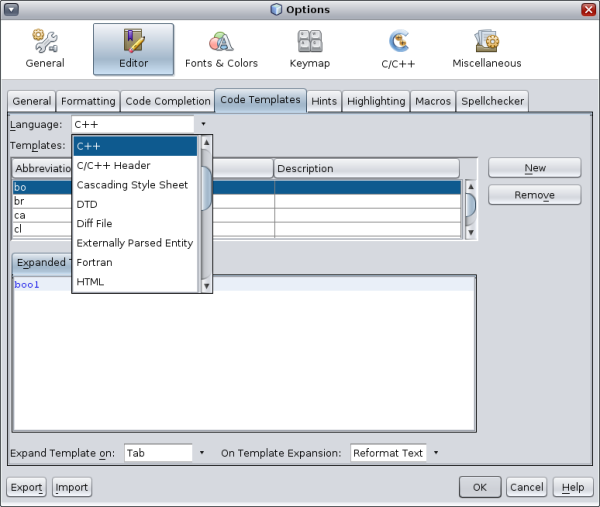 Options
General
Editor
Fonts & Colors
Keymap
C/C++
Miscellaneous
General
Formatting
Code Completion
Code Templates
Hints
Highlighting
Macros
Spellchecker
Language:
C++
Templates:
C++
C/C++ Header
Cascading Style Sheet
DTD
Diff File
Externally Parsed Entity
Fortran
HTML
Description
New
Remove
bo
br
ca
cl
Expanded
bool
Expand Template on:
Tab
On Template Expansion:
Reformat Text
Export
Import
OK
Cancel
Help